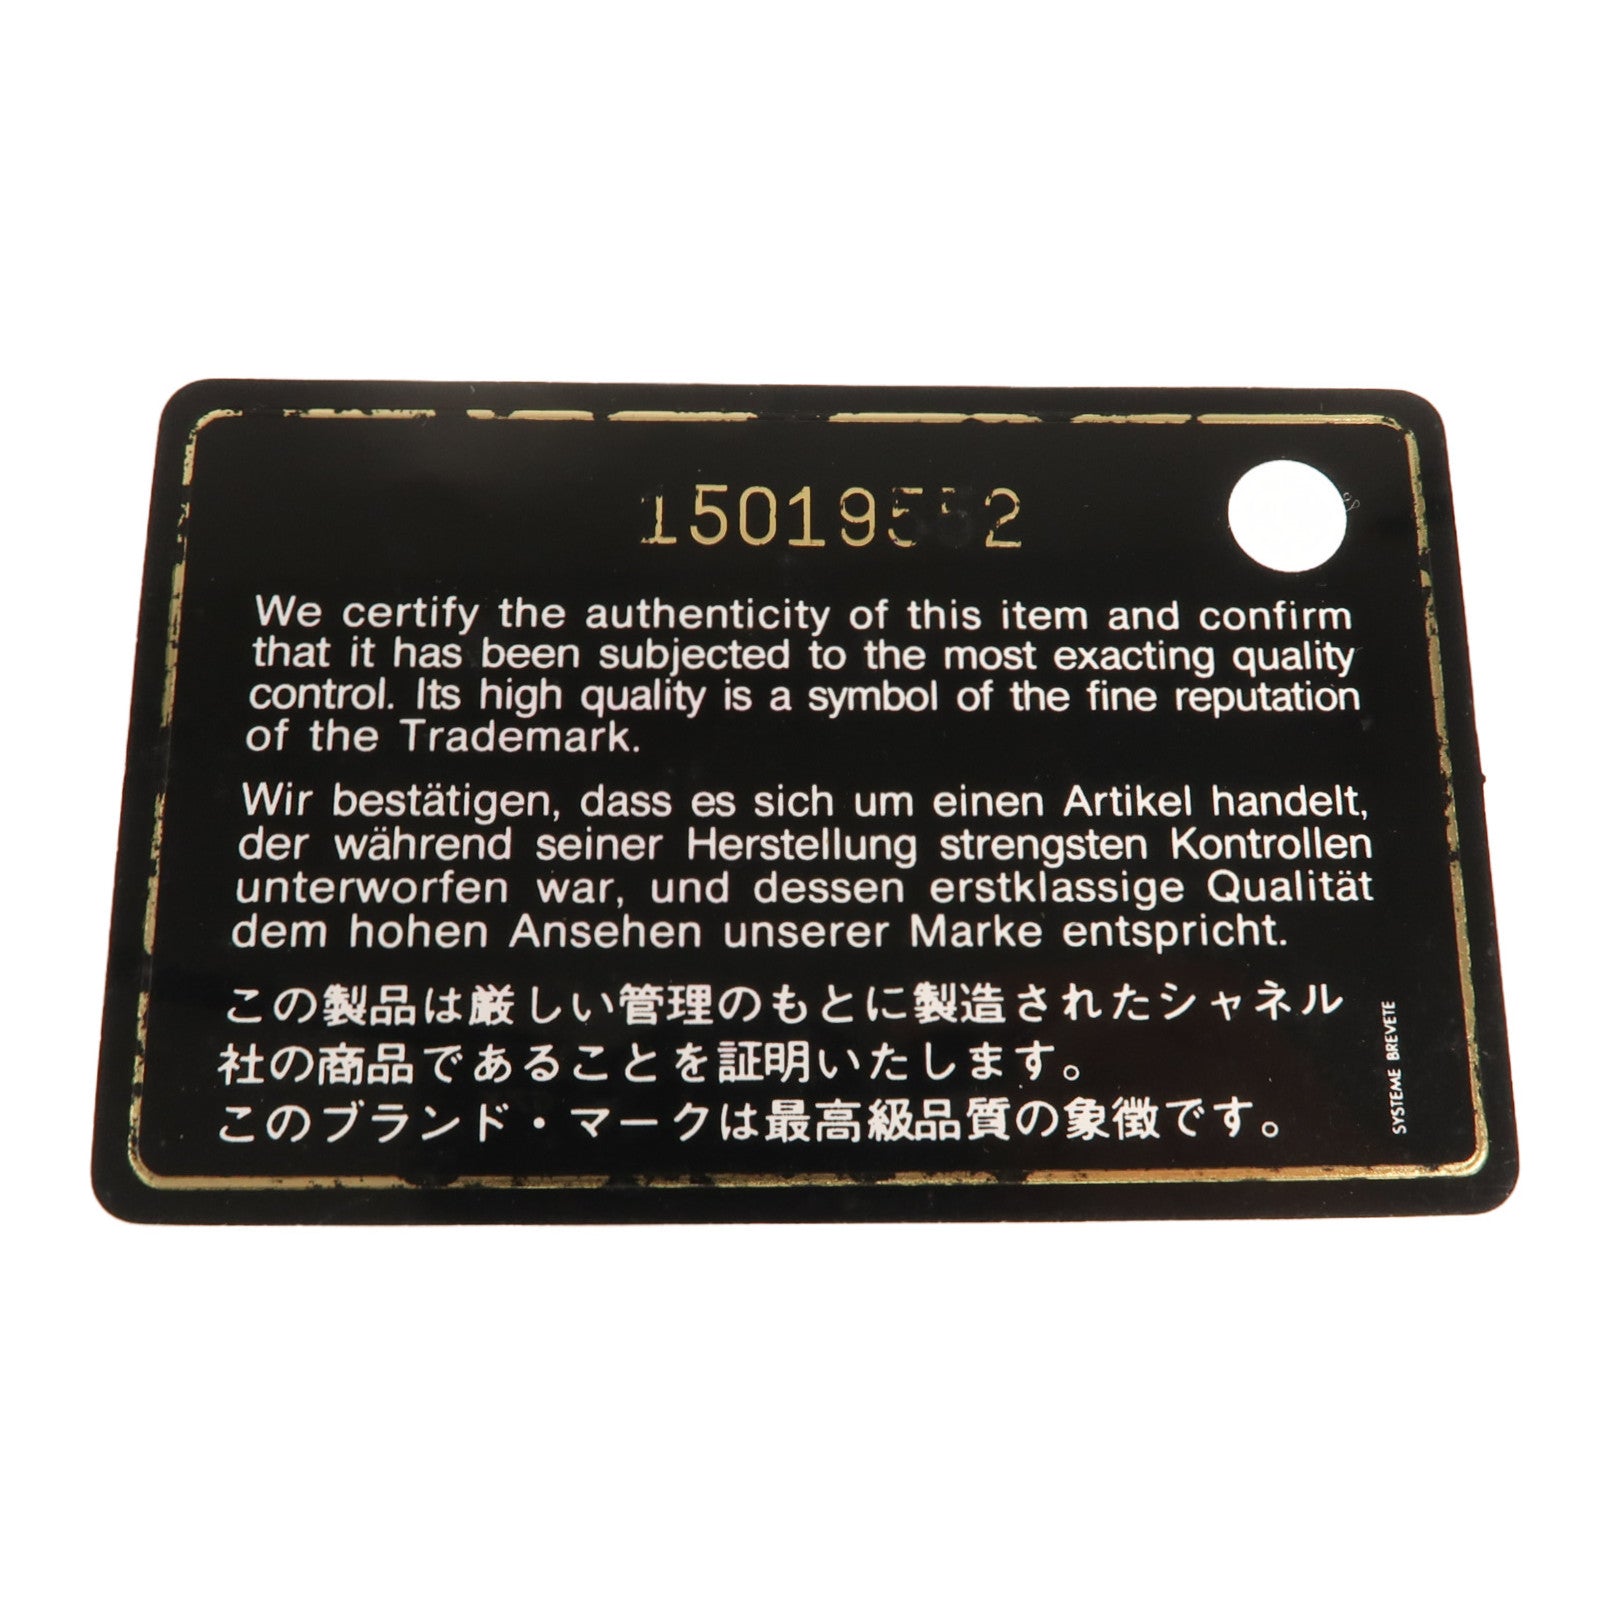 We certify the authenticity of this item and confirm
that it has been subjected to the most exacting quality
control. Its high quality is a symbol of the fine reputation
of the Trademark.
Wir bestätigen, dass es sich um einen Artikel handelt,
der während seiner Herstellung strengsten Kontrollen
unterworfen war, und dessen erstklassige Qualität
dem hohen Ansehen unserer Marke entspricht.
この製品は厳しい管理のもとに製造されたシャネル
社の商品であることを証明いたします。
このブランド・マークは最高級品質の象徴です。
SYSTEME BREVETE